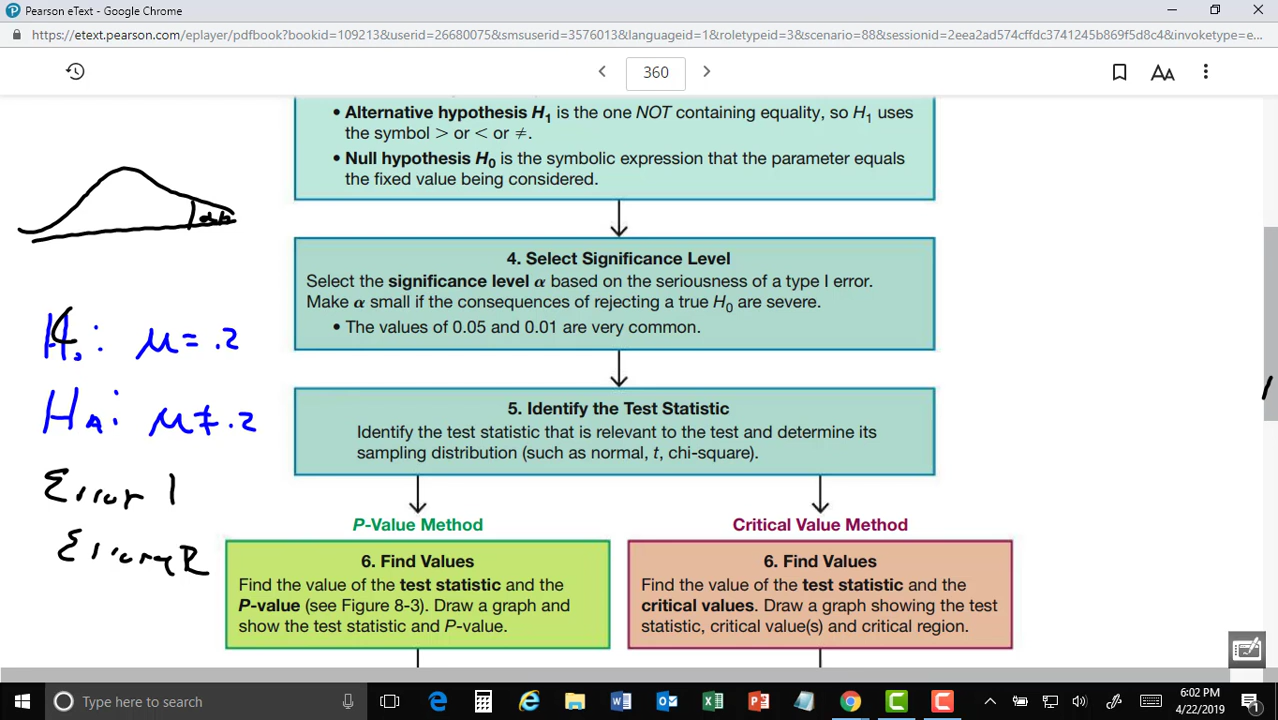 Pearson eText - Google Chrome
https://etext.pearson.com/eplayer/pdfbook?bookid=109213&userid=26680075&smsuserid=3576013&languageid=1&roletypeid=3&scenario=88&sessionid=2eea2ad574cffdc3741245b869f5d8c4&invoketype=e...
360
AA
• Alternative hypothesis H₁ is the one NOT containing equality, so H₁ uses
the symbol > or < or ≠.
• Null hypothesis H₀ is the symbolic expression that the parameter equals
the fixed value being considered.
4. Select Significance Level
Select the significance level α based on the seriousness of a type I error.
Make α small if the consequences of rejecting a true H₀ are severe.
• The values of 0.05 and 0.01 are very common.
H₀: μ = .2
H_A: μ ≠ .2
5. Identify the Test Statistic
Identify the test statistic that is relevant to the test and determine its
sampling distribution (such as normal, t, chi-square).
Error 1
P-Value Method
6. Find Values
Find the value of the test statistic and the
P-value (see Figure 8-3). Draw a graph and
show the test statistic and P-value.
Critical Value Method
6. Find Values
Find the value of the test statistic and the
critical values. Draw a graph showing the test
statistic, critical value(s) and critical region.
Type here to search
6:02 PM
4/22/2019